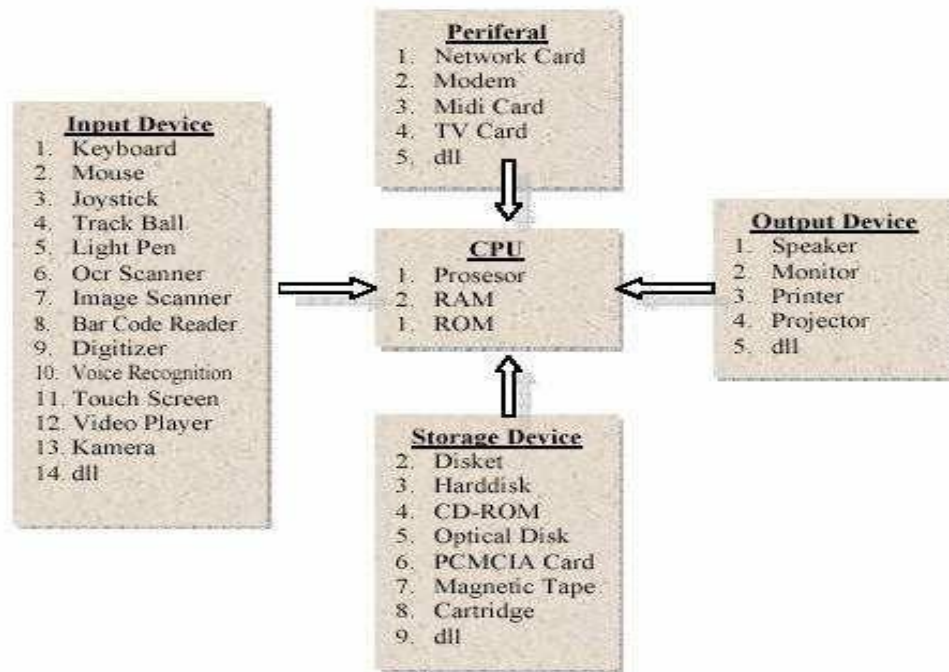 Periferal
1. Network Card
2. Modem
3. Midi Card
4. TV Card
5. dll
Input Device
1. Keyboard
2. Mouse
3. Joystick
4. Track Ball
5. Light Pen
6. Ocr Scanner
7. Image Scanner
8. Bar Code Reader
9. Digitizer
10. Voice Recognition
11. Touch Screen
12. Video Player
13. Kamera
14. dll
CPU
1. Prosesor
2. RAM
1. ROM
Output Device
1. Speaker
2. Monitor
3. Printer
4. Projector
5. dll
Storage Device
2. Disket
3. Harddisk
4. CD-ROM
5. Optical Disk
6. PCMCIA Card
7. Magnetic Tape
8. Cartridge
9. dll